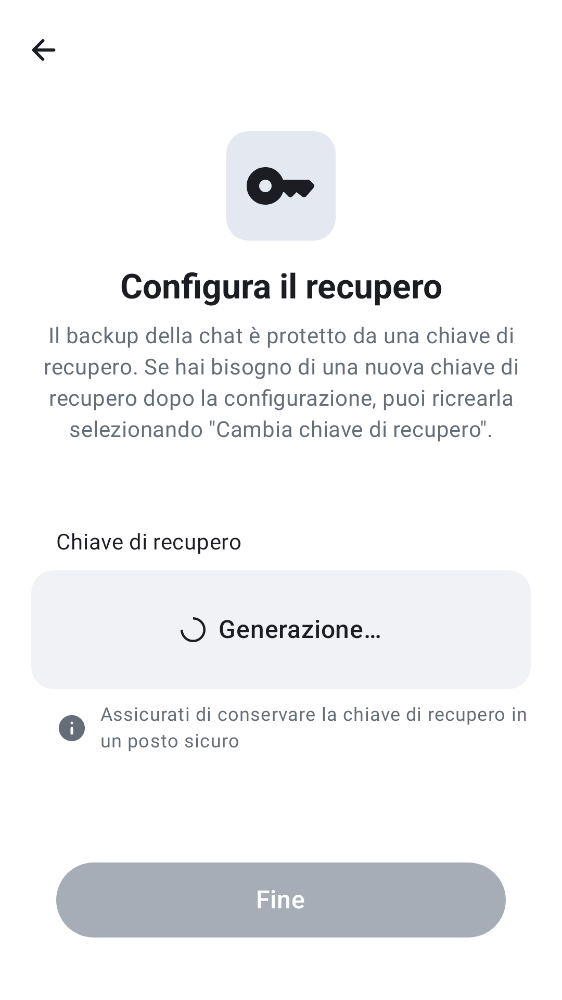 Configura il recupero
Il backup della chat è protetto da una chiave di
recupero. Se hai bisogno di una nuova chiave di
recupero dopo la configurazione, puoi ricrearla
selezionando "Cambia chiave di recupero".
Chiave di recupero
Generazione…
Assicurati di conservare la chiave di recupero in
un posto sicuro
Fine